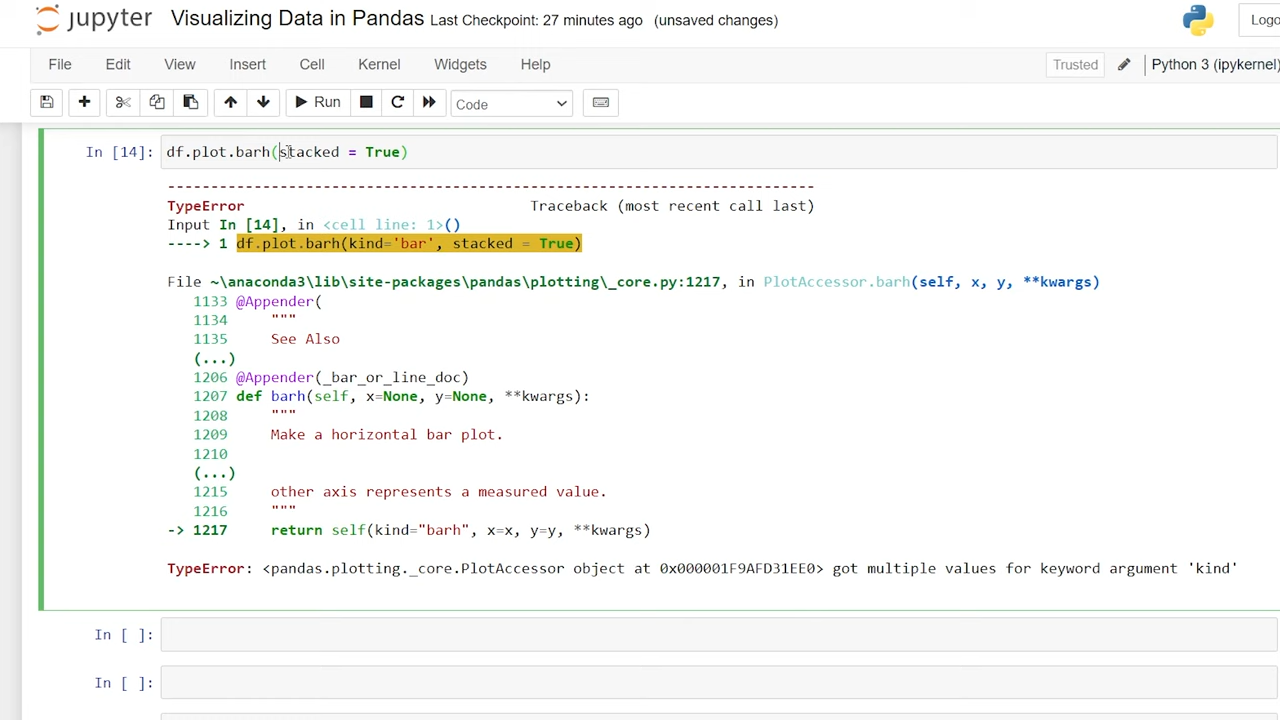 jupyter Visualizing Data in Pandas Last Checkpoint: 27 minutes ago (unsaved changes)
File Edit View Insert Cell Kernel Widgets Help Trusted Python 3 (ipykernel)
Run Code
In [14]: df.plot.barh(stacked = True)
---------------------------------------------------------------------------
TypeError Traceback (most recent call last)
Input In [14], in <cell line: 1>()
----> 1 df.plot.barh(kind='bar', stacked = True)
File ~\anaconda3\lib\site-packages\pandas\plotting\_core.py:1217, in PlotAccessor.barh(self, x, y, **kwargs)
1133 @Appender(
1134 """
1135 See Also
(...)
1206 @Appender(_bar_or_line_doc)
1207 def barh(self, x=None, y=None, **kwargs):
1208 """
1209 Make a horizontal bar plot.
1210
(...)
1215 other axis represents a measured value.
1216 """
-> 1217 return self(kind="barh", x=x, y=y, **kwargs)
TypeError: <pandas.plotting._core.PlotAccessor object at 0x000001F9AFD31EE0> got multiple values for keyword argument 'kind'
In [ ]:
In [ ]: